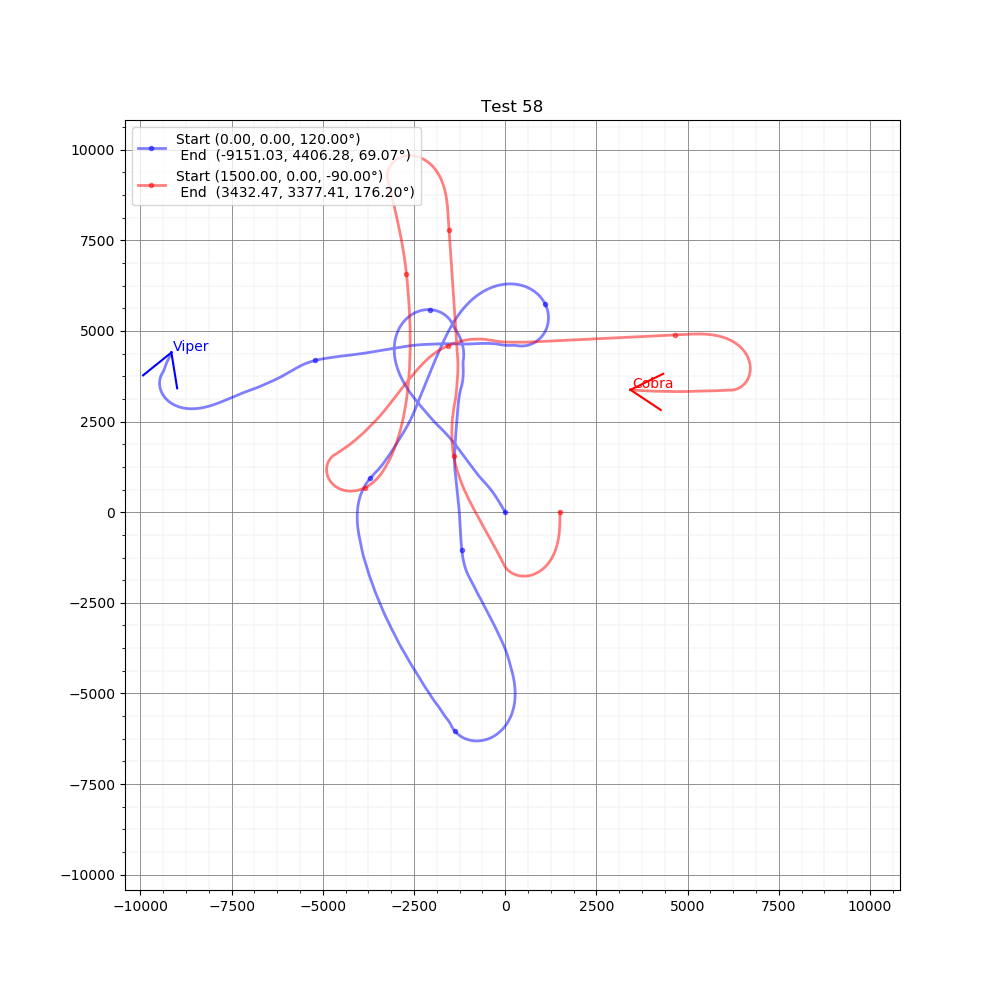 Test 58
Start (0.00, 0.00, 120.00°)
End (-9151.03, 4406.28, 69.07°)
Start (1500.00, 0.00, -90.00°)
End (3432.47, 3377.41, 176.20°)
10000
7500
5000
2500
0
−2500
−5000
−7500
−10000
Viper
Cobra
−10000 −7500 −5000 −2500 0 2500 5000 7500 10000